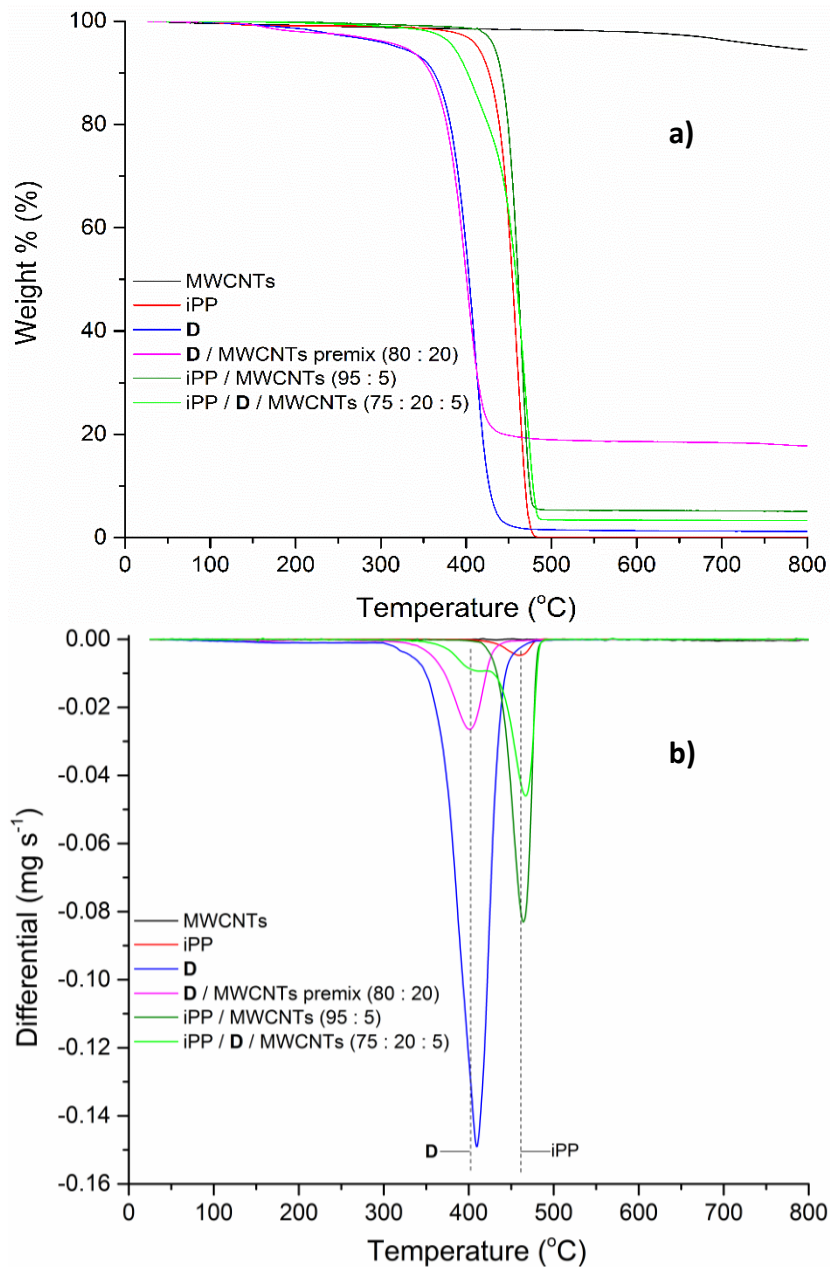 a)
Weight % (%)
100
80
60
40
20
0
MWCNTs
iPP
D
D / MWCNTs premix (80 : 20)
iPP / MWCNTs (95 : 5)
iPP / D / MWCNTs (75 : 20 : 5)
0 100 200 300 400 500 600 700 800
Temperature (°C)
b)
Differential (mg s⁻¹)
0.00
-0.02
-0.04
-0.06
-0.08
-0.10
-0.12
-0.14
-0.16
MWCNTs
iPP
D
D / MWCNTs premix (80 : 20)
iPP / MWCNTs (95 : 5)
iPP / D / MWCNTs (75 : 20 : 5)
D iPP
0 100 200 300 400 500 600 700 800
Temperature (°C)